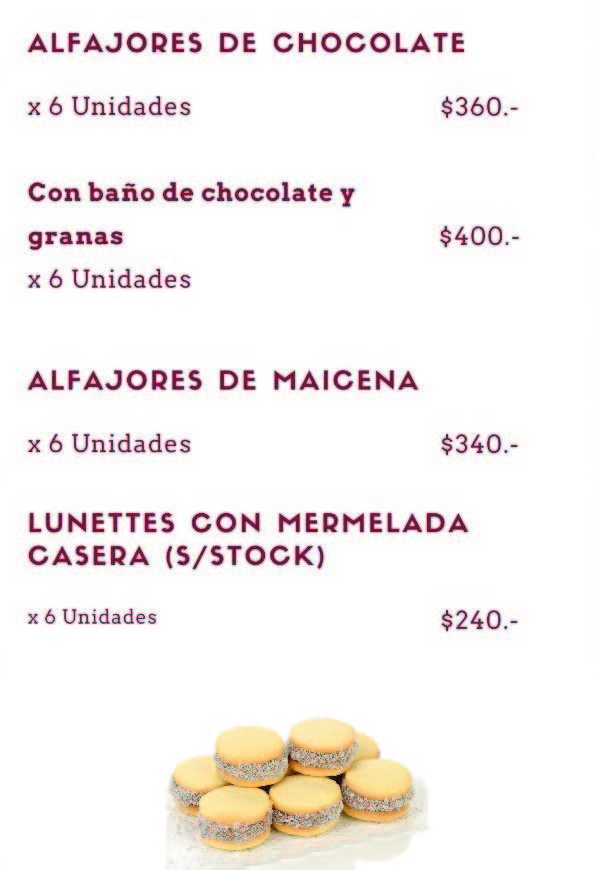 ALFAJORES DE CHOCOLATE
x 6 Unidades $360.-
Con baño de chocolate y
granas $400.-
x 6 Unidades
ALFAJORES DE MAICENA
x 6 Unidades $340.-
LUNETTES CON MERMELADA
CASERA (S/STOCK)
x 6 Unidades $240.-